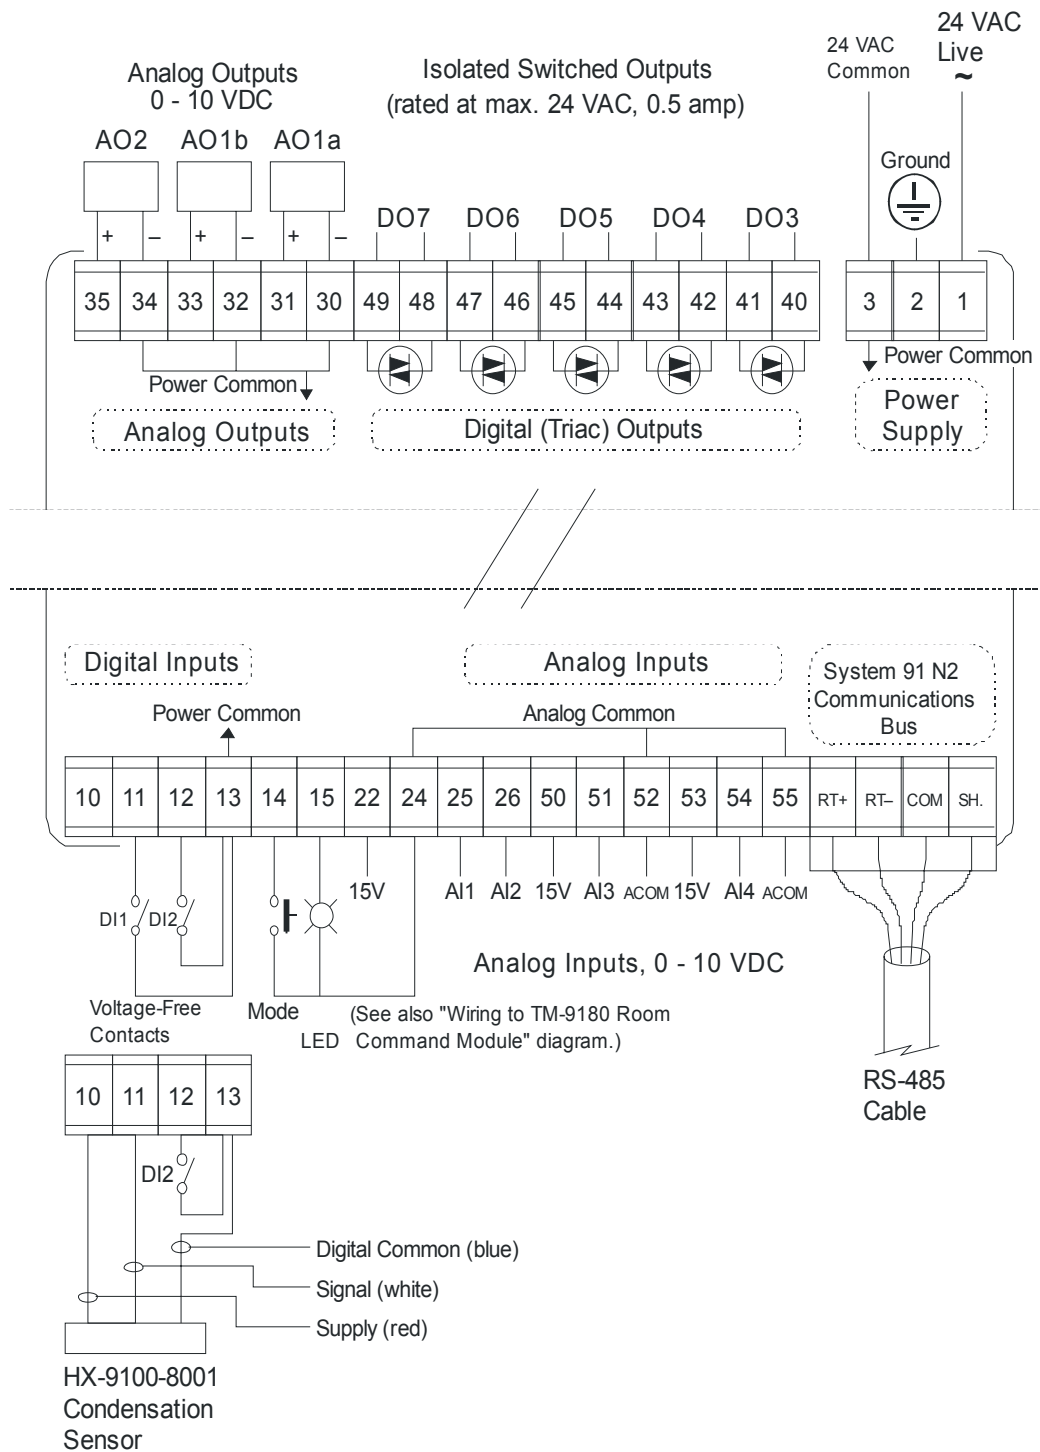 24 VAC
Live
~
24 VAC
Common
Analog Outputs
0 - 10 VDC
Isolated Switched Outputs
(rated at max. 24 VAC, 0.5 amp)
AO2 AO1b AO1a
Ground
DO7 DO6 DO5 DO4 DO3
+ – + – + –
35 34 33 32 31 30 49 48 47 46 45 44 43 42 41 40 3 2 1
Power Common
Power Common
Analog Outputs
Digital (Triac) Outputs
Power
Supply
Digital Inputs
Analog Inputs
System 91 N2
Communications
Bus
Power Common
Analog Common
10 11 12 13 14 15 22 24 25 26 50 51 52 53 54 55 RT+ RT– COM SH.
15V AI1 AI2 15V AI3 ACOM 15V AI4 ACOM
DI1 DI2
Analog Inputs, 0 - 10 VDC
Voltage-Free
Contacts
Mode
LED
(See also "Wiring to TM-9180 Room
Command Module" diagram.)
RS-485
Cable
10 11 12 13
DI2
Digital Common (blue)
Signal (white)
Supply (red)
HX-9100-8001
Condensation
Sensor